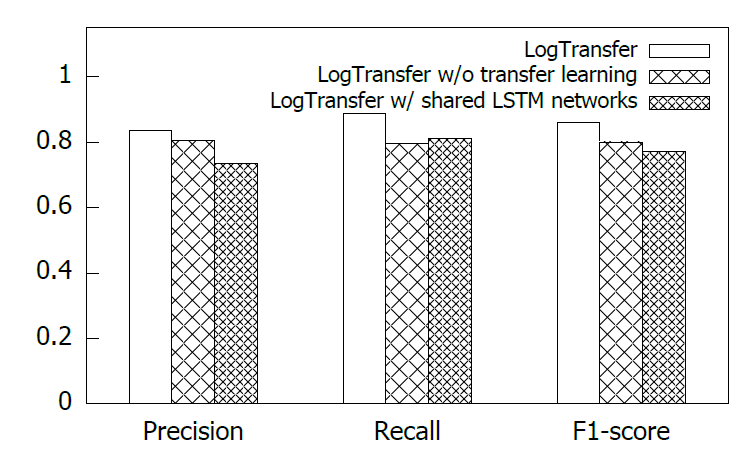 LogTransfer
LogTransfer w/o transfer learning
LogTransfer w/ shared LSTM networks
1
0.8
0.6
0.4
0.2
0
Precision Recall F1-score